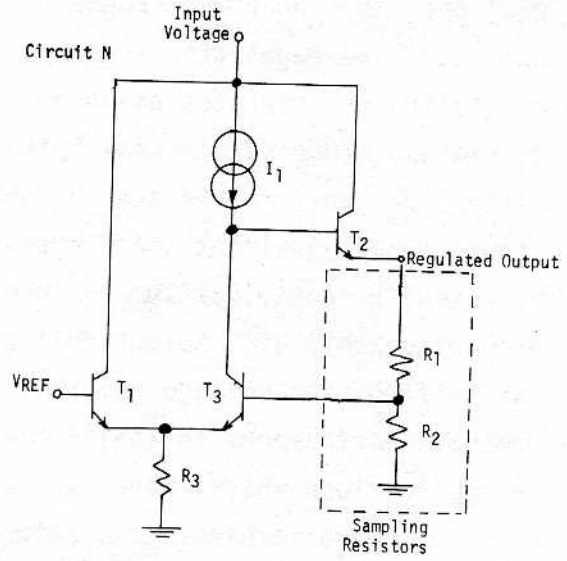 Input
Voltage
Circuit N
I1
T2
Regulated Output
R1
VREF
T1
T3
R2
R3
Sampling
Resistors